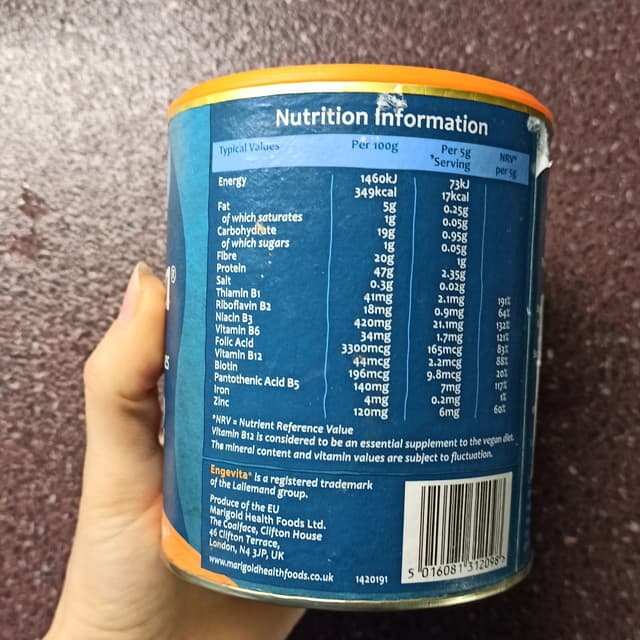 Nutrition Information
Typical Values Per 100g Per 5g *Serving NRV* per 5g
Energy 1460kJ 73kJ
349kcal 17kcal
Fat 5g 0.25g
of which saturates 1g 0.05g
Carbohydrate 19g 0.95g
of which sugars 1g 0.05g
Fibre 20g 1g
Protein 47g 2.35g
Salt 0.3g 0.02g
Thiamin B1 41mg 2.1mg 191%
Riboflavin B2 18mg 0.9mg 64%
Niacin B3 420mg 21.1mg 132%
Vitamin B6 34mg 1.7mg 121%
Folic Acid 3300mcg 165mcg 83%
Vitamin B12 44mcg 2.2mcg 88%
Biotin 196mcg 9.8mcg 20%
Pantothenic Acid B5 140mg 7mg 117%
Iron 4mg 0.2mg 1%
Zinc 120mg 6mg 60%
*NRV = Nutrient Reference Value
Vitamin B12 is considered to be an essential supplement to the vegan diet.
The mineral content and vitamin values are subject to fluctuation.
Engevita® is a registered trademark
of the Lallemand group.
Produce of the EU
Marigold Health Foods Ltd.
The Coalface, Clifton House
46 Clifton Terrace,
London, N4 3JP, UK
www.marigoldhealthfoods.co.uk 1420191
5 016081 312098